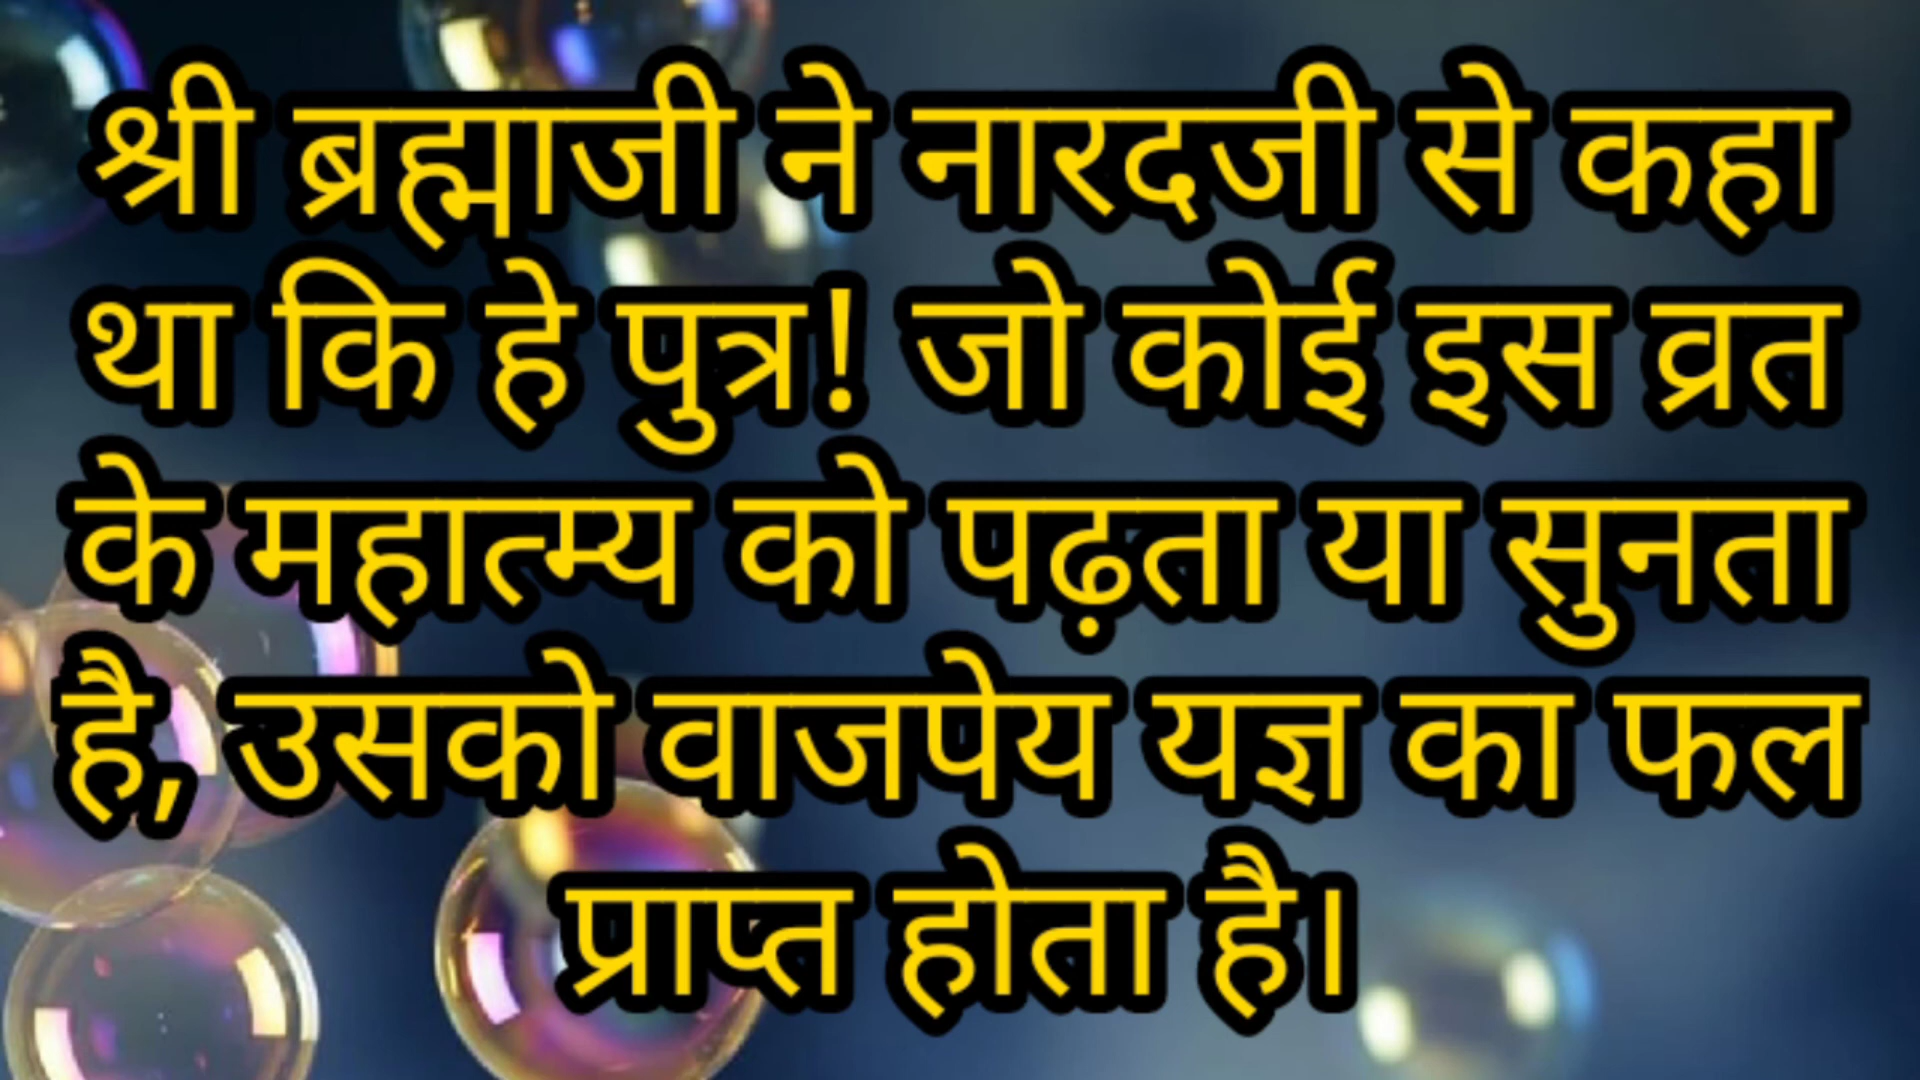 श्री ब्रह्माजी ने नारदजी से कहा
था कि हे पुत्र! जो कोई इस व्रत
के महात्म्य को पढ़ता या सुनता
है, उसको वाजपेय यज्ञ का फल
प्राप्त होता है।